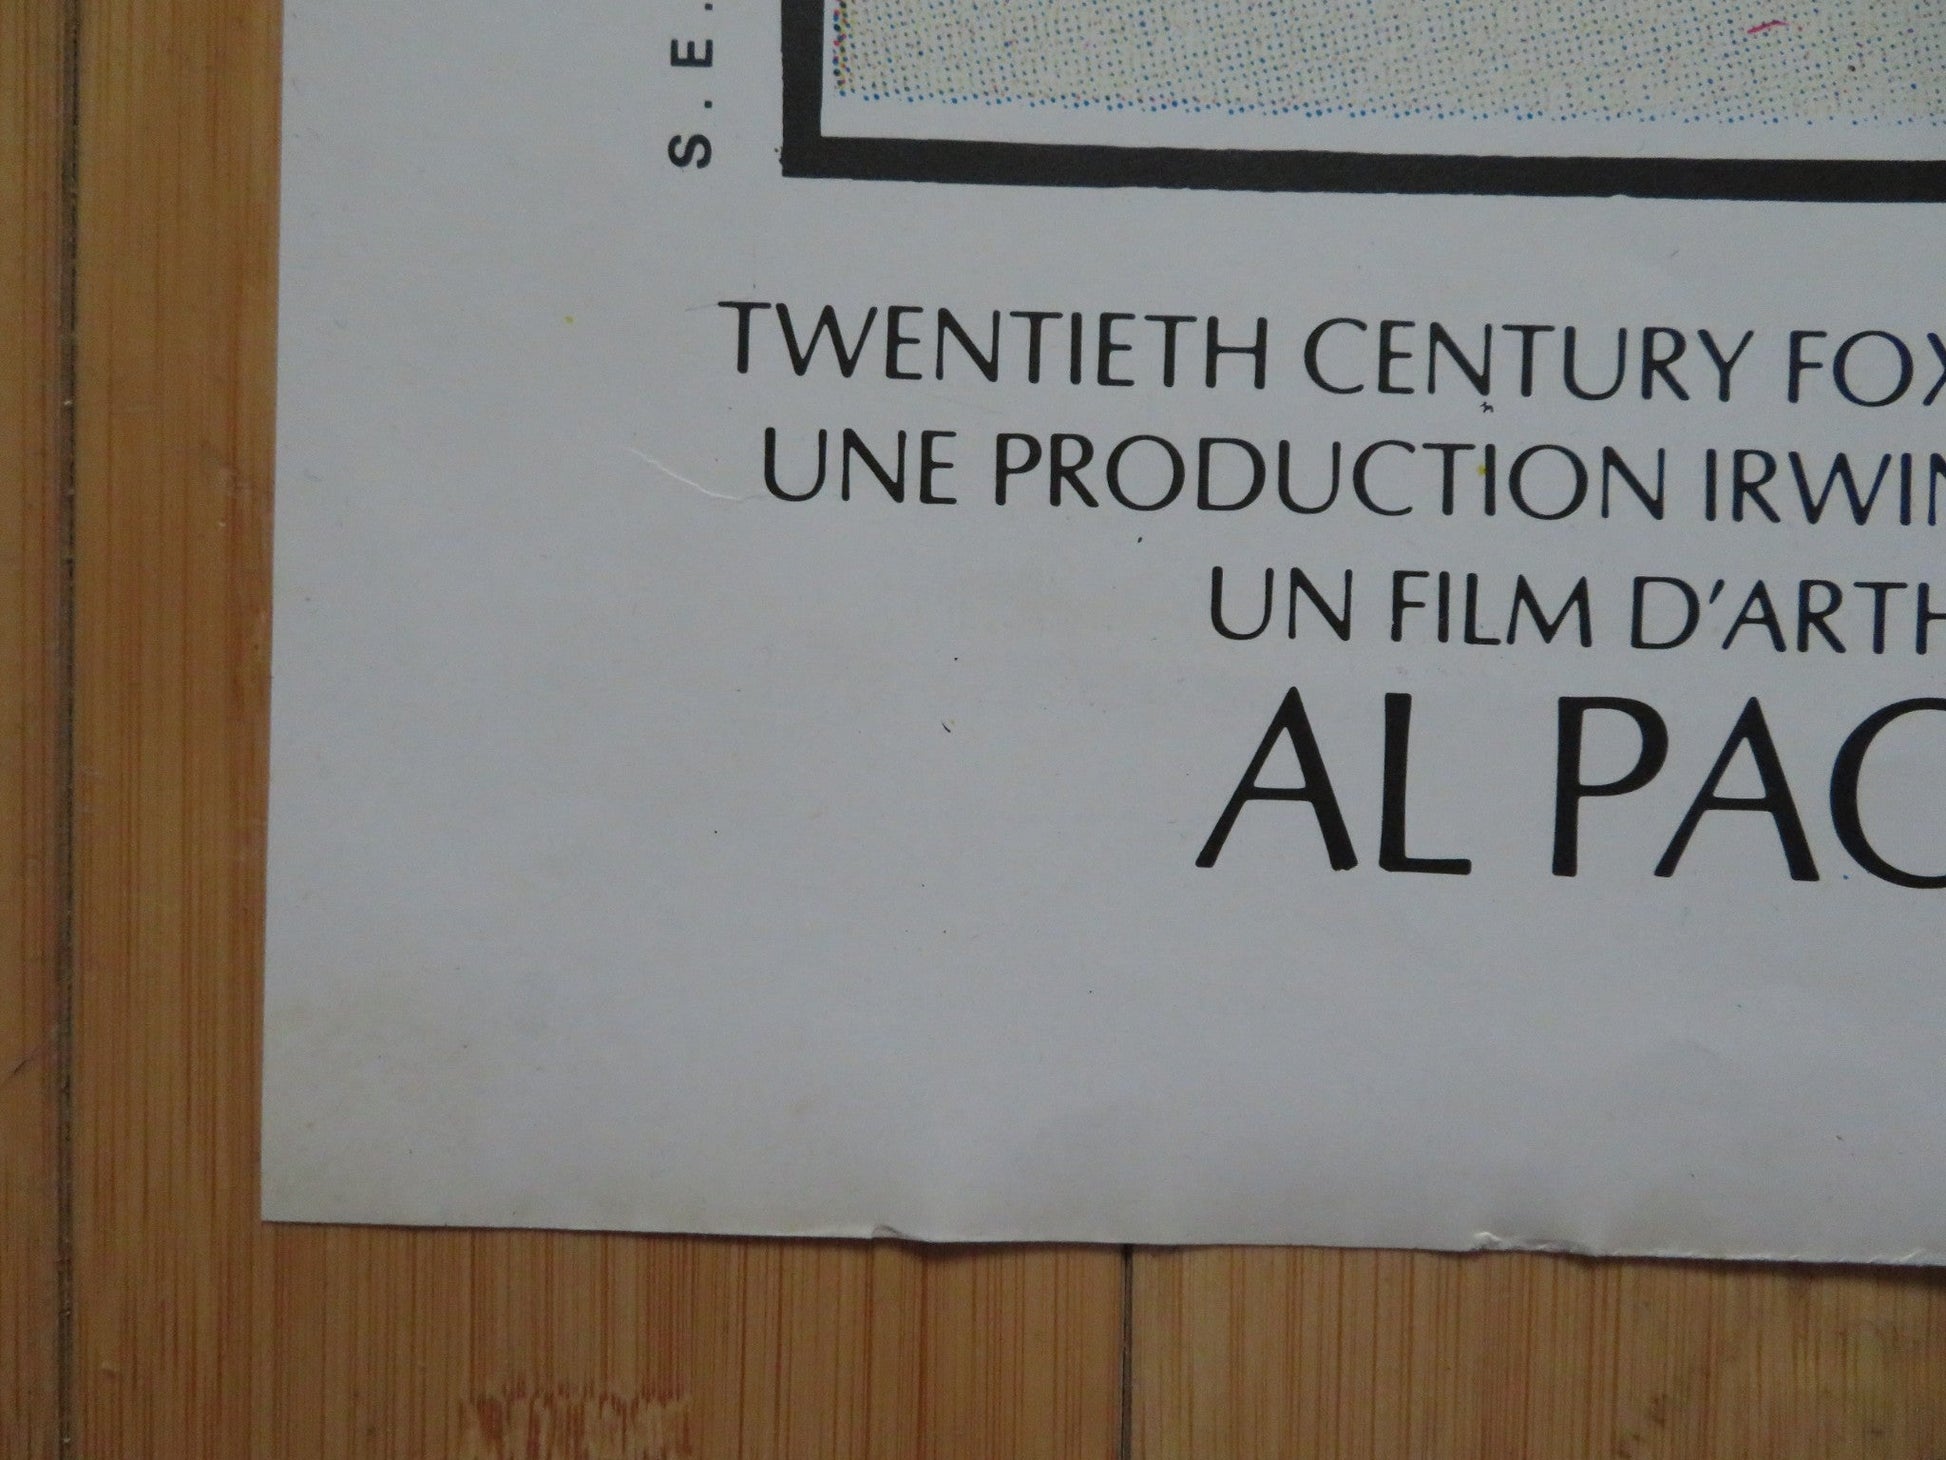 S.E.
TWENTIETH CENTURY FOX
UNE PRODUCTION IRWIN
UN FILM D'ARTH
AL PAC